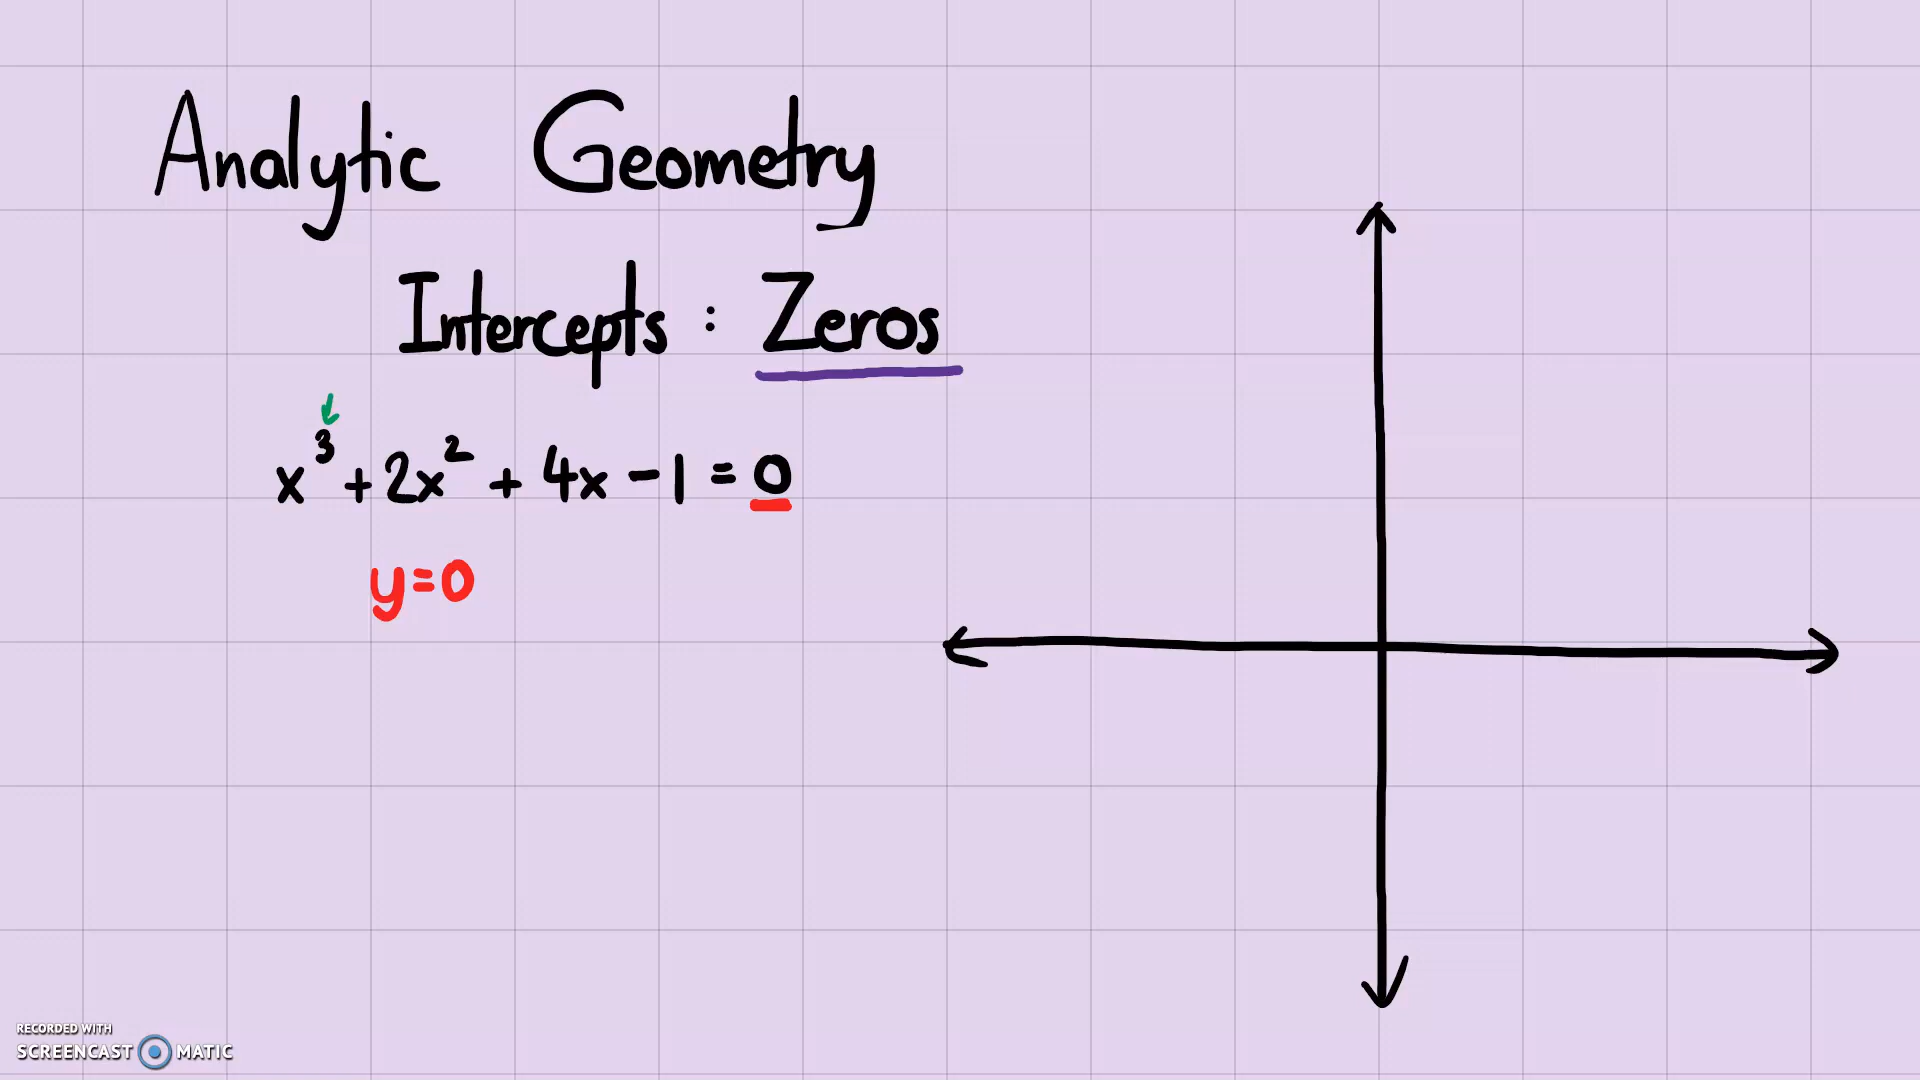 Analytic Geometry
Intercepts : Zeros
x³ + 2x² + 4x - 1 = 0
y=0
RECORDED WITH
SCREENCAST MATIC